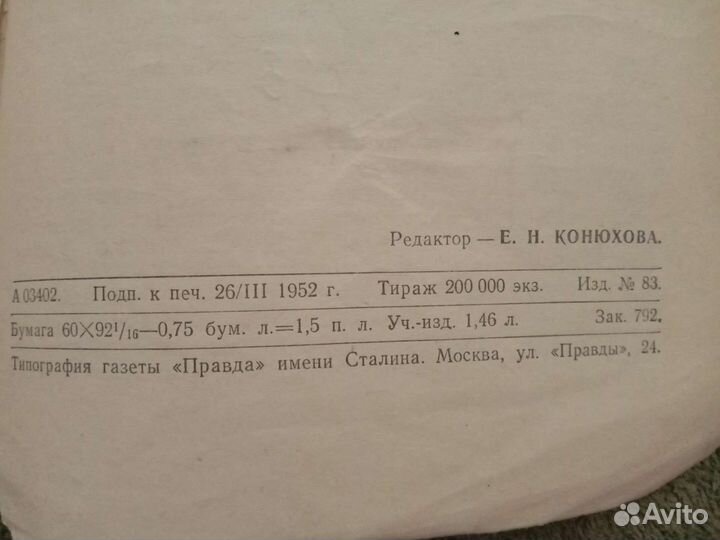 Редактор — Е. Н. КОНЮХОВА.
А 03402. Подп. к печ. 26/III 1952 г. Тираж 200 000 экз. Изд. № 83.
Бумага 60×92¹/₁₆—0,75 бум. л.=1,5 п. л. Уч.-изд. 1,46 л. Зак. 792.
Типография газеты «Правда» имени Сталина. Москва, ул. «Правды», 24.
Avito